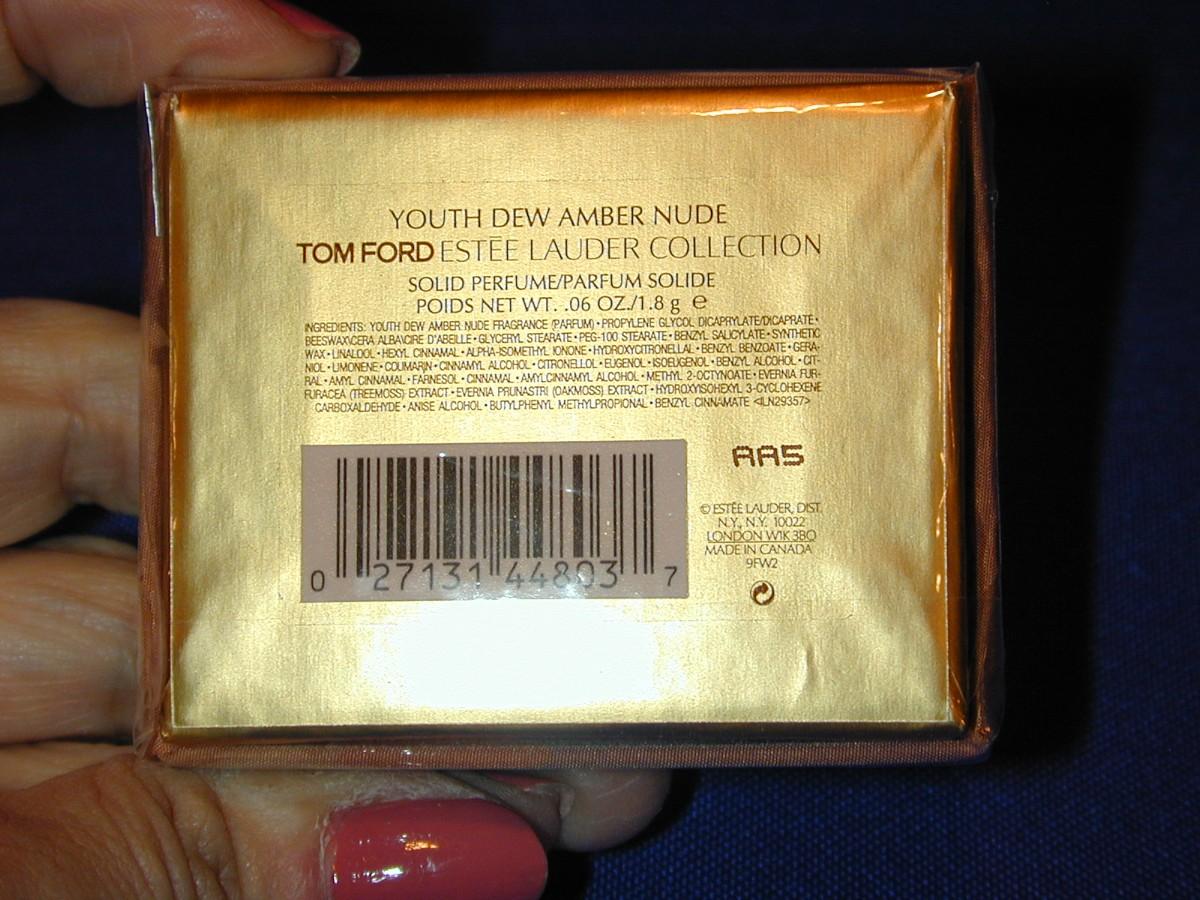 YOUTH DEW AMBER NUDE
TOM FORD ESTĒE LAUDER COLLECTION
SOLID PERFUME/PARFUM SOLIDE
POIDS NET WT. .06 OZ./1.8 g ℮
INGREDIENTS: YOUTH DEW AMBER NUDE FRAGRANCE (PARFUM) • PROPYLENE GLYCOL DICAPRYLATE/DICAPRATE •
BEESWAX\CERA ALBA\CIRE D'ABEILLE • GLYCERYL STEARATE • PEG-100 STEARATE • BENZYL SALICYLATE • SYNTHETIC
WAX • LINALOOL • HEXYL CINNAMAL • ALPHA-ISOMETHYL IONONE • HYDROXYCITRONELLAL • BENZYL BENZOATE • GERA-
NIOL • LIMONENE • COUMARIN • CINNAMYL ALCOHOL • CITRONELLOL • EUGENOL • ISOEUGENOL • BENZYL ALCOHOL • CIT-
RAL • AMYL CINNAMAL • FARNESOL • CINNAMAL • AMYLCINNAMYL ALCOHOL • METHYL 2-OCTYNOATE • EVERNIA FUR-
FURACEA (TREEMOSS) EXTRACT • EVERNIA PRUNASTRI (OAKMOSS) EXTRACT • HYDROXYISOHEXYL 3-CYCLOHEXENE
CARBOXALDEHYDE • ANISE ALCOHOL • BUTYLPHENYL METHYLPROPIONAL • BENZYL CINNAMATE <ILN29357>
AA5
0 27131 44803 7
© ESTĒE LAUDER, DIST.
N.Y., N.Y. 10022
LONDON W1K 3BQ
MADE IN CANADA
9FW2